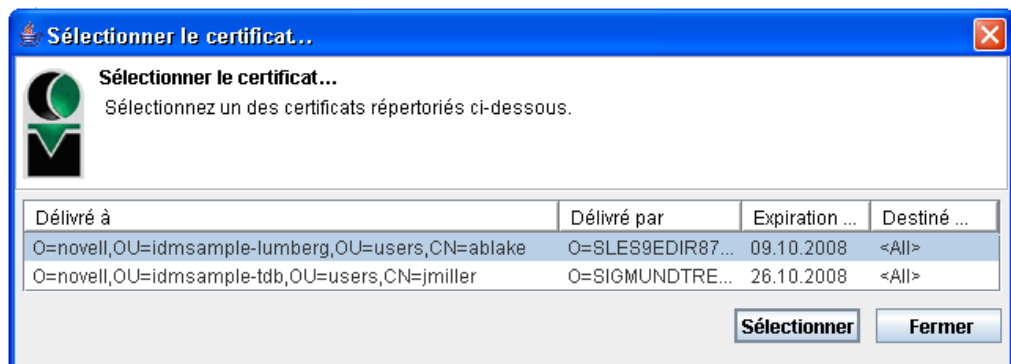 Sélectionner le certificat...
Sélectionner le certificat...
Sélectionnez un des certificats répertoriés ci-dessous.
Délivré à Délivré par Expiration ... Destiné ...
O=novell,OU=idmsample-lumberg,OU=users,CN=ablake O=SLES9EDIR87... 09.10.2008 <All>
O=novell,OU=idmsample-tdb,OU=users,CN=jmiller O=SIGMUNDTRE... 26.10.2008 <All>
Sélectionner Fermer